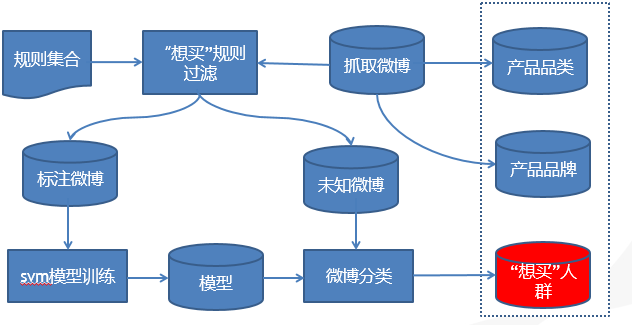 规则集合
“想买”规则
过滤
抓取微博
产品品类
标注微博
未知微博
产品品牌
svm模型训练
模型
微博分类
“想买”人
群